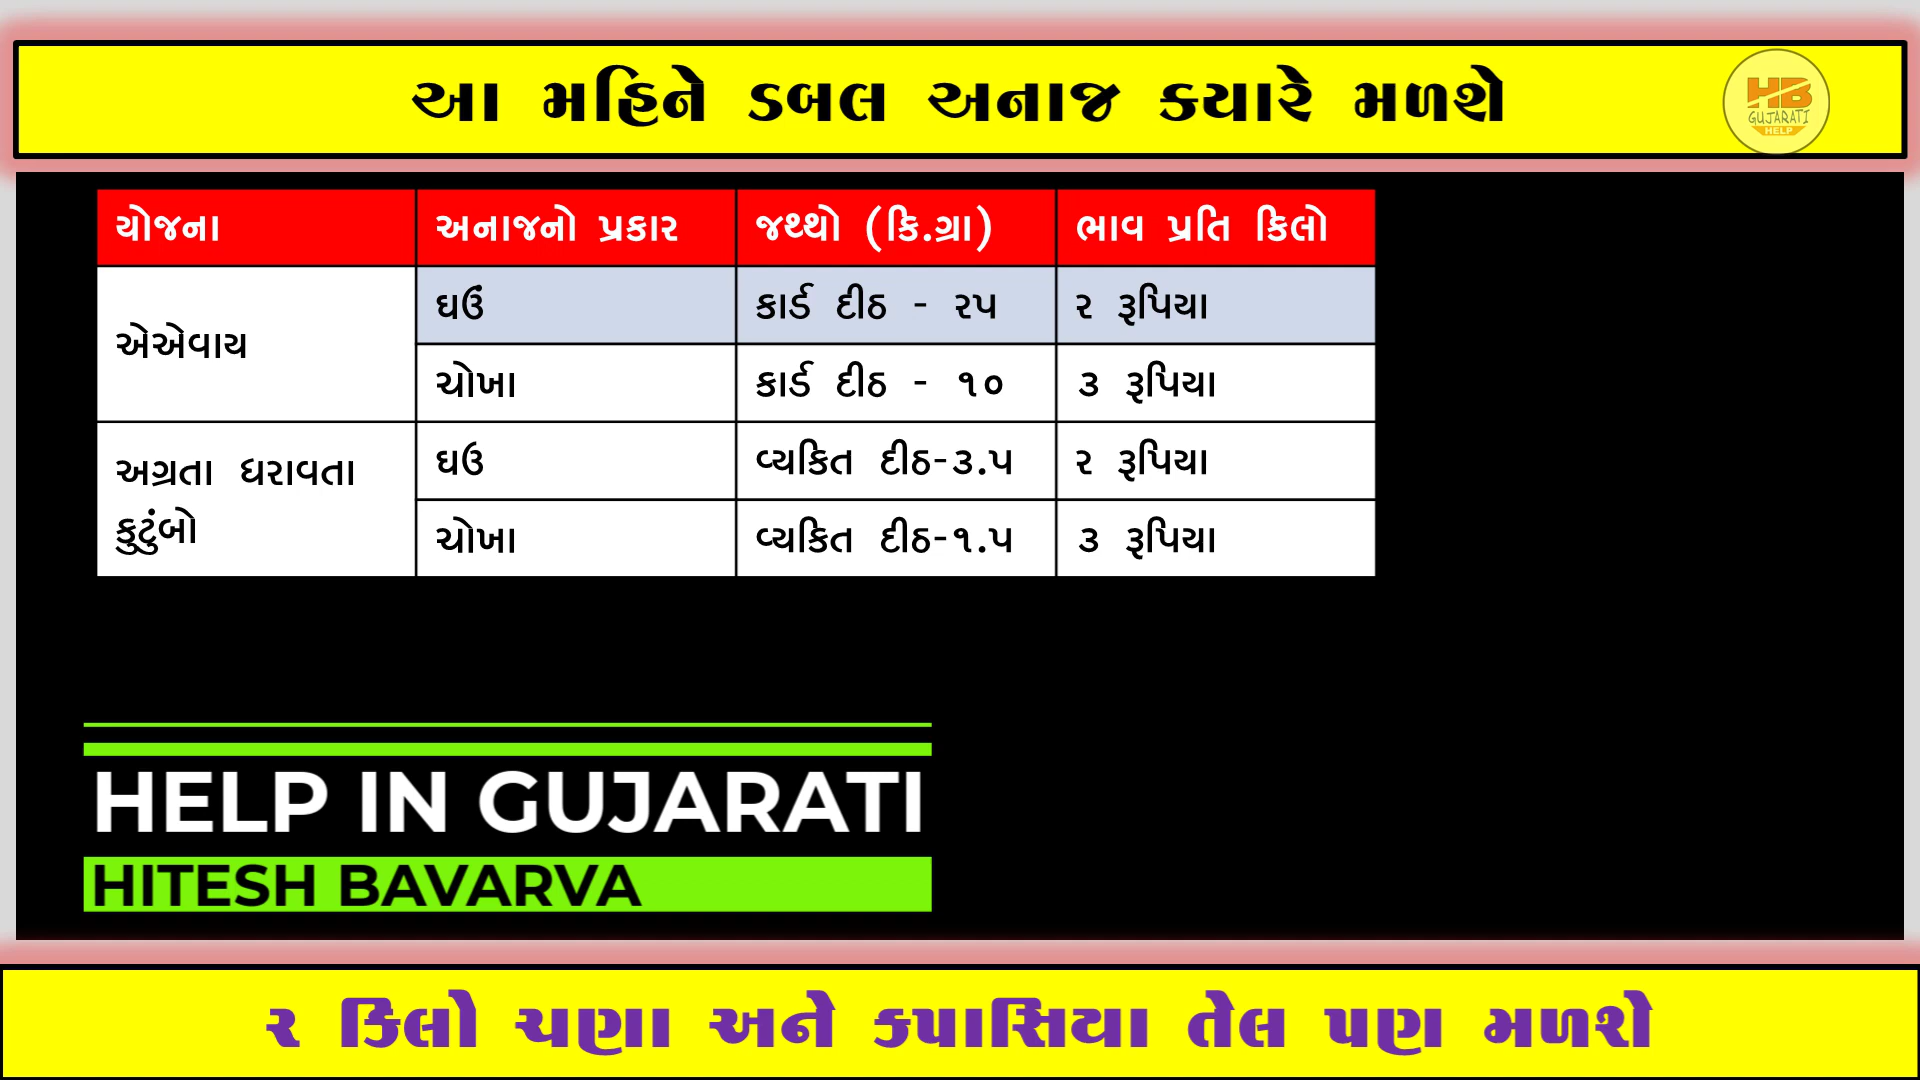 આ મહિને ડબલ અનાજ ક્યારે મળશે
HB
GUJARATI
HELP
યોજના અનાજનો પ્રકાર જથ્થો (કિ.ગ્રા) ભાવ પ્રતિ કિલો
એએવાય ઘઉં કાર્ડ દીઠ - ૨૫ ૨ રૂપિયા
ચોખા કાર્ડ દીઠ - ૧૦ ૩ રૂપિયા
અગ્રતા ધરાવતા કુટુંબો ઘઉ વ્યકિત દીઠ-૩.૫ ૨ રૂપિયા
ચોખા વ્યકિત દીઠ-૧.૫ ૩ રૂપિયા
HELP IN GUJARATI
HITESH BAVARVA
૨ કિલો ચણા અને કપાસિયા તેલ પણ મળશે